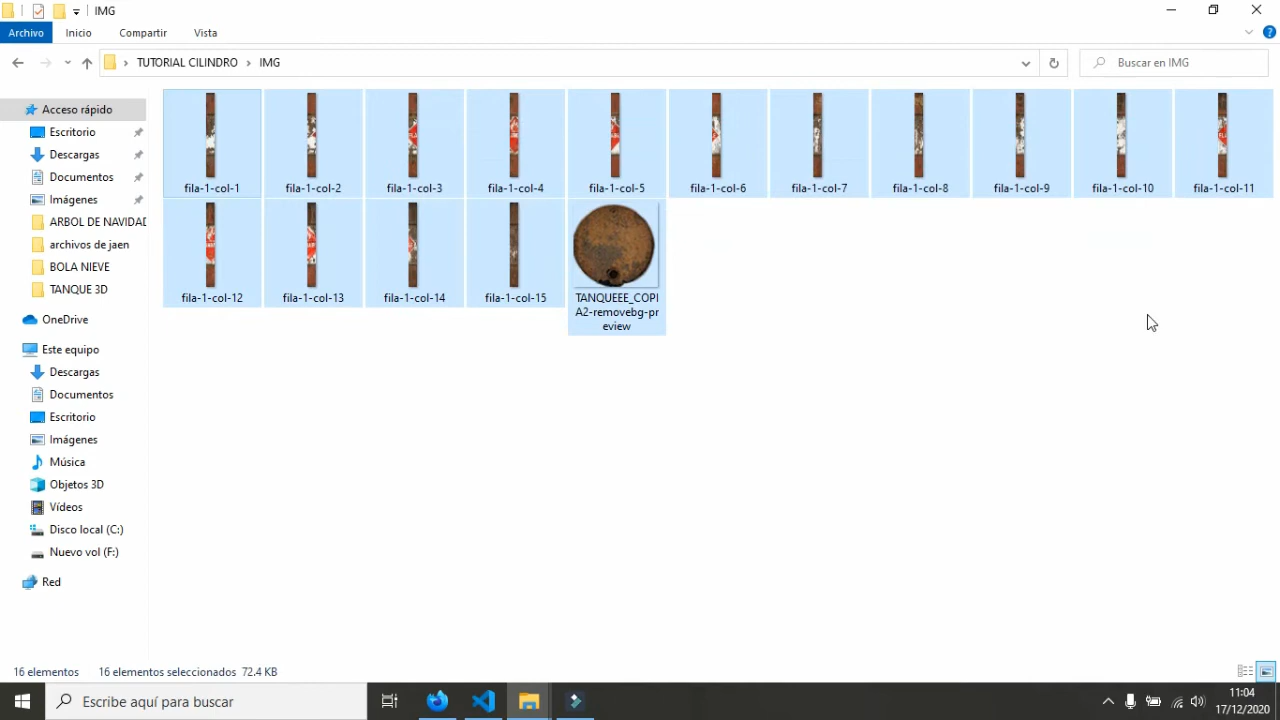 IMG
Archivo
Inicio
Compartir
Vista
TUTORIAL CILINDRO
IMG
Buscar en IMG
Acceso rápido
Escritorio
Descargas
Documentos
Imágenes
ARBOL DE NAVIDAD
archivos de jaen
BOLA NIEVE
TANQUE 3D
OneDrive
Este equipo
Descargas
Documentos
Escritorio
Imágenes
Música
Objetos 3D
Vídeos
Disco local (C:)
Nuevo vol (F:)
Red
fila-1-col-1
fila-1-col-2
fila-1-col-3
fila-1-col-4
fila-1-col-5
fila-1-col-6
fila-1-col-7
fila-1-col-8
fila-1-col-9
fila-1-col-10
fila-1-col-11
fila-1-col-12
fila-1-col-13
fila-1-col-14
fila-1-col-15
TANQUEEE_COPI
A2-removebg-pr
eview
16 elementos
16 elementos seleccionados 72.4 KB
Escribe aquí para buscar
11:04
17/12/2020